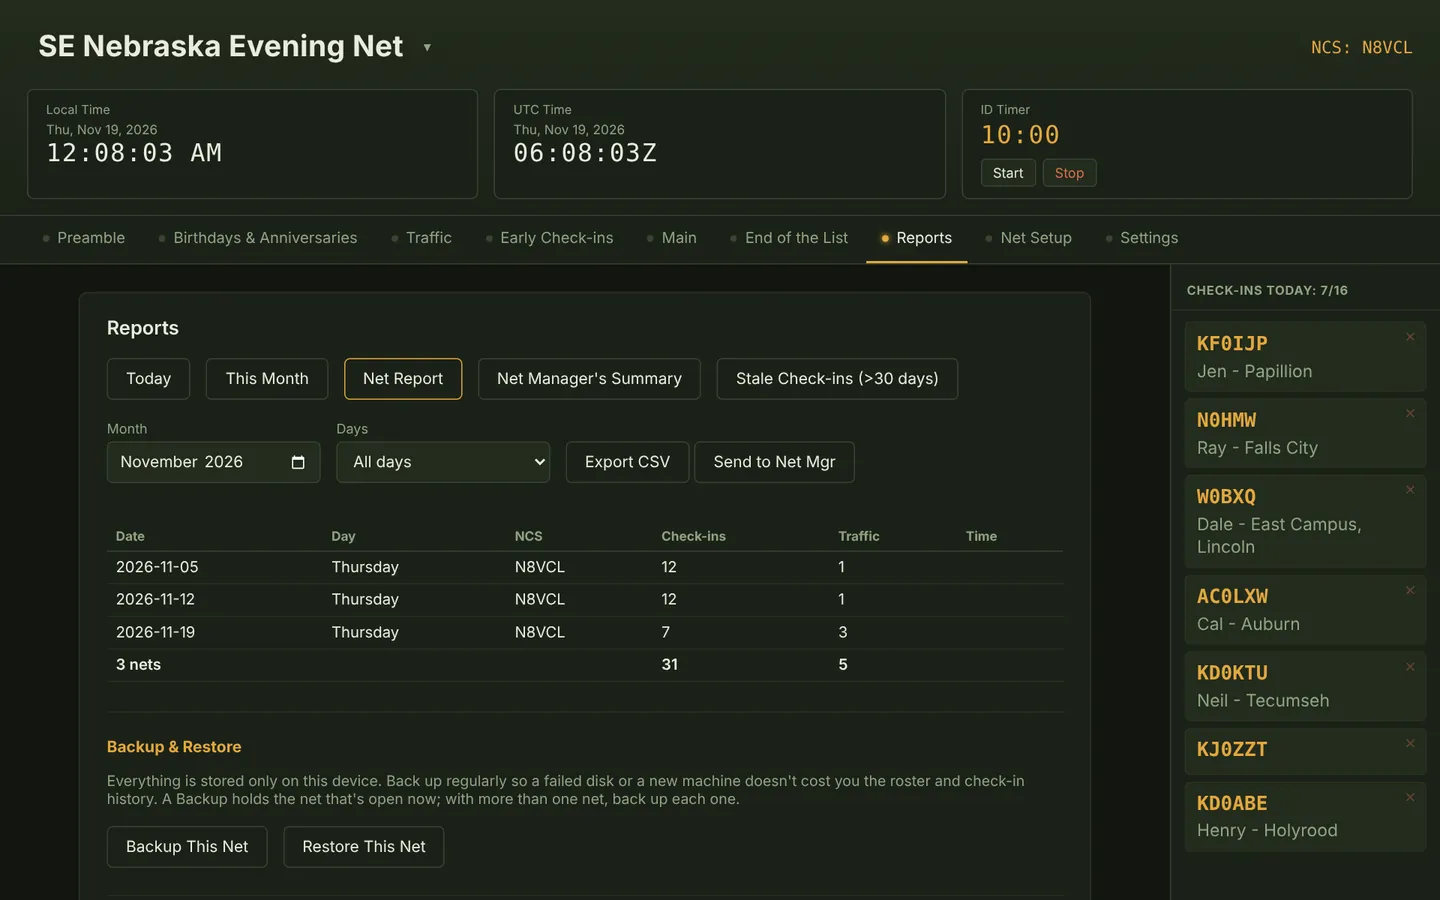 SE Nebraska Evening Net ▼
NCS: N8VCL
Local Time
Thu, Nov 19, 2026
12:08:03 AM
UTC Time
Thu, Nov 19, 2026
06:08:03Z
ID Timer
10:00
Start Stop
Preamble Birthdays & Anniversaries Traffic Early Check-ins Main End of the List Reports Net Setup Settings
Reports
Today This Month Net Report Net Manager's Summary Stale Check-ins (>30 days)
Month Days
November 2026 All days Export CSV Send to Net Mgr
Date Day NCS Check-ins Traffic Time
2026-11-05 Thursday N8VCL 12 1
2026-11-12 Thursday N8VCL 12 1
2026-11-19 Thursday N8VCL 7 3
3 nets 31 5
Backup & Restore
Everything is stored only on this device. Back up regularly so a failed disk or a new machine doesn't cost you the roster and check-in
history. A Backup holds the net that's open now; with more than one net, back up each one.
Backup This Net Restore This Net
CHECK-INS TODAY: 7/16
KF0IJP ×
Jen - Papillion
N0HMW ×
Ray - Falls City
W0BXQ ×
Dale - East Campus,
Lincoln
AC0LXW ×
Cal - Auburn
KD0KTU ×
Neil - Tecumseh
KJ0ZZT ×
KD0ABE ×
Henry - Holyrood